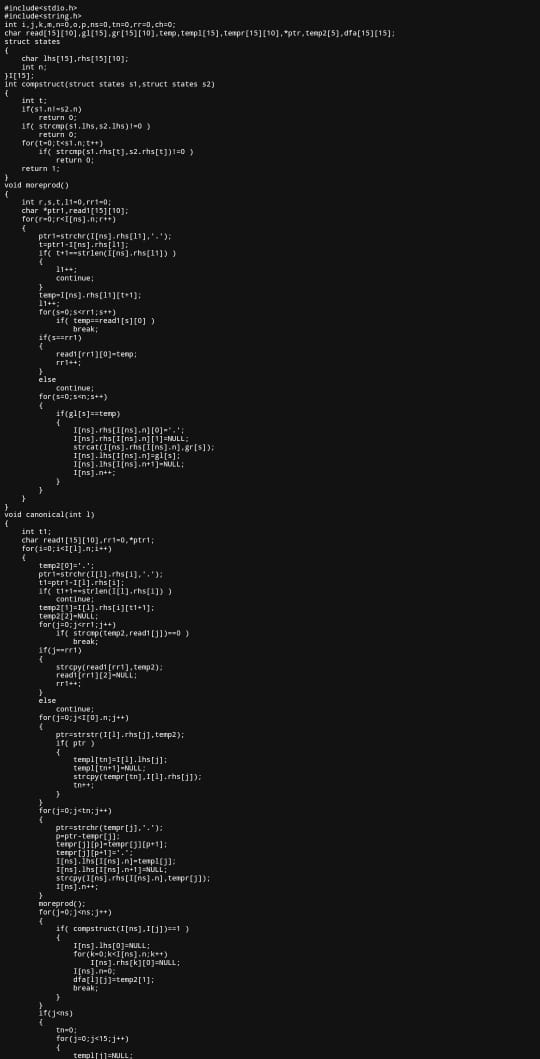 #include<stdio.h>
#include<string.h>
int i,j,k,m,n=0,o,p,ns=0,tn=0,rr=0,ch=0;
char read[15][10],gl[15],gr[15][10],temp,templ[15],tempr[15][10],*ptr,temp2[5],dfa[15][15];
struct states
{
    char lhs[15],rhs[15][10];
    int n;
}I[15];
int compstruct(struct states s1,struct states s2)
{
    int t;
    if(s1.n!=s2.n)
        return 0;
    if( strcmp(s1.lhs,s2.lhs)!=0 )
        return 0;
    for(t=0;t<s1.n;t++)
        if( strcmp(s1.rhs[t],s2.rhs[t])!=0 )
            return 0;
    return 1;
}
void moreprod()
{
    int r,s,t,l1=0,rr1=0;
    char *ptr1,read1[15][10];
    for(r=0;r<I[ns].n;r++)
    {
        ptr1=strchr(I[ns].rhs[l1],'.');
        t=ptr1-I[ns].rhs[l1];
        if( t+1==strlen(I[ns].rhs[l1]) )
        {
            l1++;
            continue;
        }
        temp=I[ns].rhs[l1][t+1];
        l1++;
        for(s=0;s<rr1;s++)
            if( temp==read1[s][0] )
                break;
        if(s==rr1)
        {
            read1[rr1][0]=temp;
            rr1++;
        }
        else
            continue;
        for(s=0;s<n;s++)
        {
            if(gl[s]==temp)
            {
                I[ns].rhs[I[ns].n][0]='.';
                I[ns].rhs[I[ns].n][1]=NULL;
                strcat(I[ns].rhs[I[ns].n],gr[s]);
                I[ns].lhs[I[ns].n]=gl[s];
                I[ns].lhs[I[ns].n+1]=NULL;
                I[ns].n++;
            }
        }
    }
}
void canonical(int l)
{
    int t1;
    char read1[15][10],rr1=0,*ptr1;
    for(i=0;i<I[l].n;i++)
    {
        temp2[0]='.';
        ptr1=strchr(I[l].rhs[i],'.');
        t1=ptr1-I[l].rhs[i];
        if( t1+1==strlen(I[l].rhs[i]) )
            continue;
        temp2[1]=I[l].rhs[i][t1+1];
        temp2[2]=NULL;
        for(j=0;j<rr1;j++)
            if( strcmp(temp2,read1[j])==0 )
                break;
        if(j==rr1)
        {
            strcpy(read1[rr1],temp2);
            read1[rr1][2]=NULL;
            rr1++;
        }
        else
            continue;
        for(j=0;j<I[0].n;j++)
        {
            ptr=strstr(I[l].rhs[j],temp2);
            if( ptr )
            {
                templ[tn]=I[l].lhs[j];
                templ[tn+1]=NULL;
                strcpy(tempr[tn],I[l].rhs[j]);
                tn++;
            }
        }
        for(j=0;j<tn;j++)
        {
            ptr=strchr(tempr[j],'.');
            p=ptr-tempr[j];
            tempr[j][p]=tempr[j][p+1];
            tempr[j][p+1]='.';
            I[ns].lhs[I[ns].n]=templ[j];
            I[ns].lhs[I[ns].n+1]=NULL;
            strcpy(I[ns].rhs[I[ns].n],tempr[j]);
            I[ns].n++;
        }
        moreprod();
        for(j=0;j<ns;j++)
        {
            if( compstruct(I[ns],I[j])==1 )
            {
                I[ns].lhs[0]=NULL;
                for(k=0;k<I[ns].n;k++)
                    I[ns].rhs[k][0]=NULL;
                I[ns].n=0;
                dfa[l][j]=temp2[1];
                break;
            }
        }
        if(j<ns)
        {
            tn=0;
            for(j=0;j<15;j++)
            {
                templ[j]=NULL;